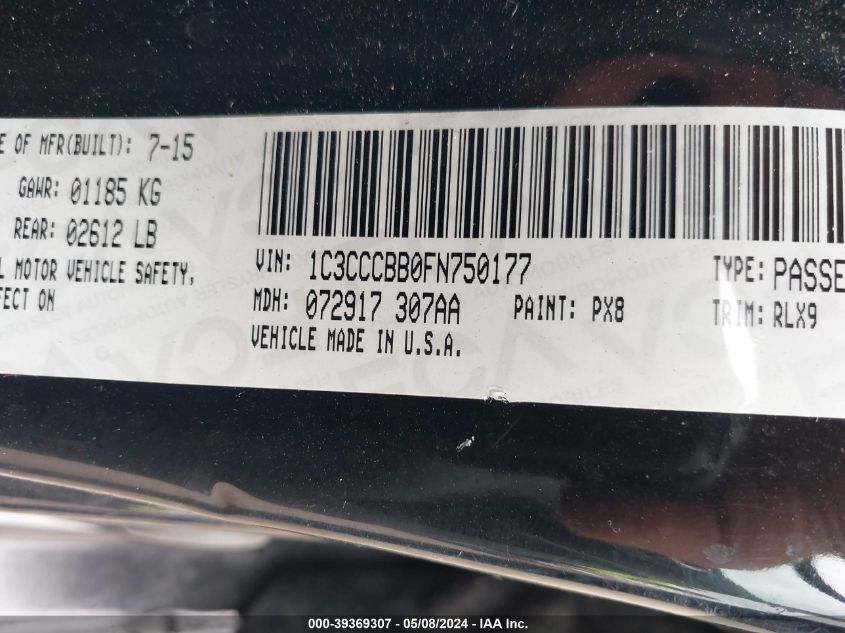 E OF MFR(BUILT): 7-15
GAWR: 01185 KG
REAR: 02612 LB
L MOTOR VEHICLE SAFETY,
FECT ON
VIN: 1C3CCCBB0FN750177
TYPE: PASSE
MDH: 072917 307AA
PAINT: PX8
TRIM: RLX9
VEHICLE MADE IN U.S.A.
000-39369307 / 05/08/2024 - IAA Inc.